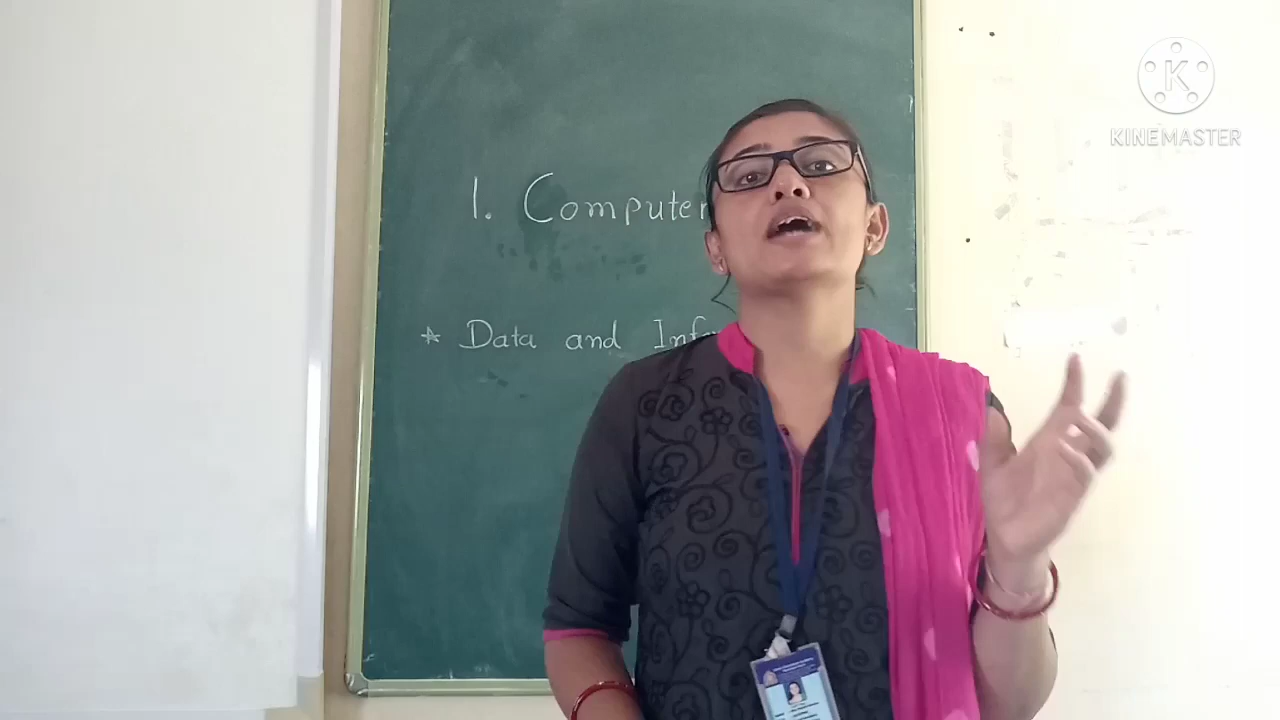 K
KINEMASTER
1. Computer
* Data and Inf